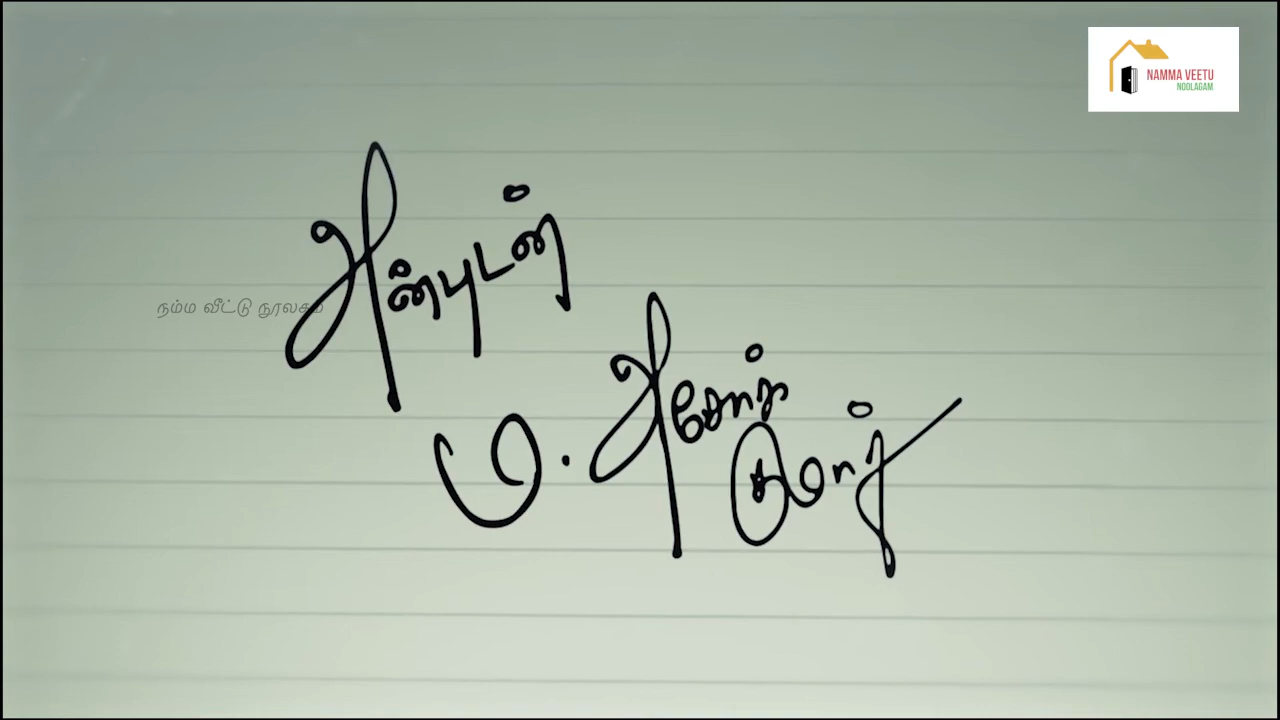 NAMMA VEETU
NOOLAGAM
அன்புடன்
நம்ம வீட்டு நூலகம்
ம. அசோக்
குமார்